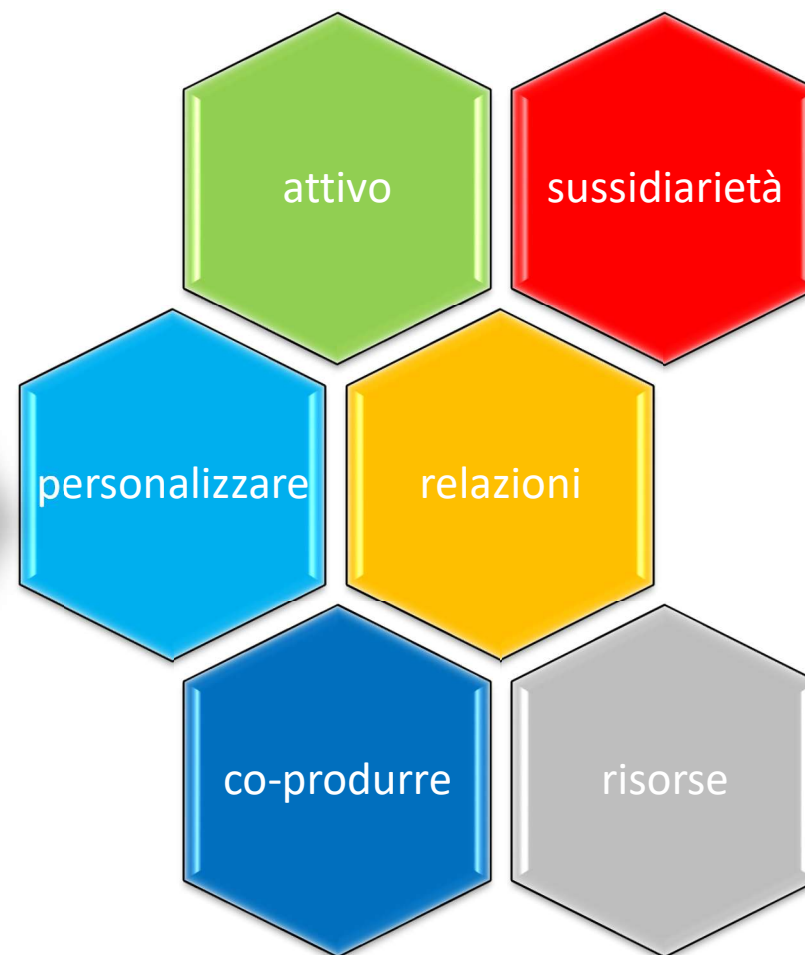 attivo
sussidiarietà
personalizzare
relazioni
co-produrre
risorse